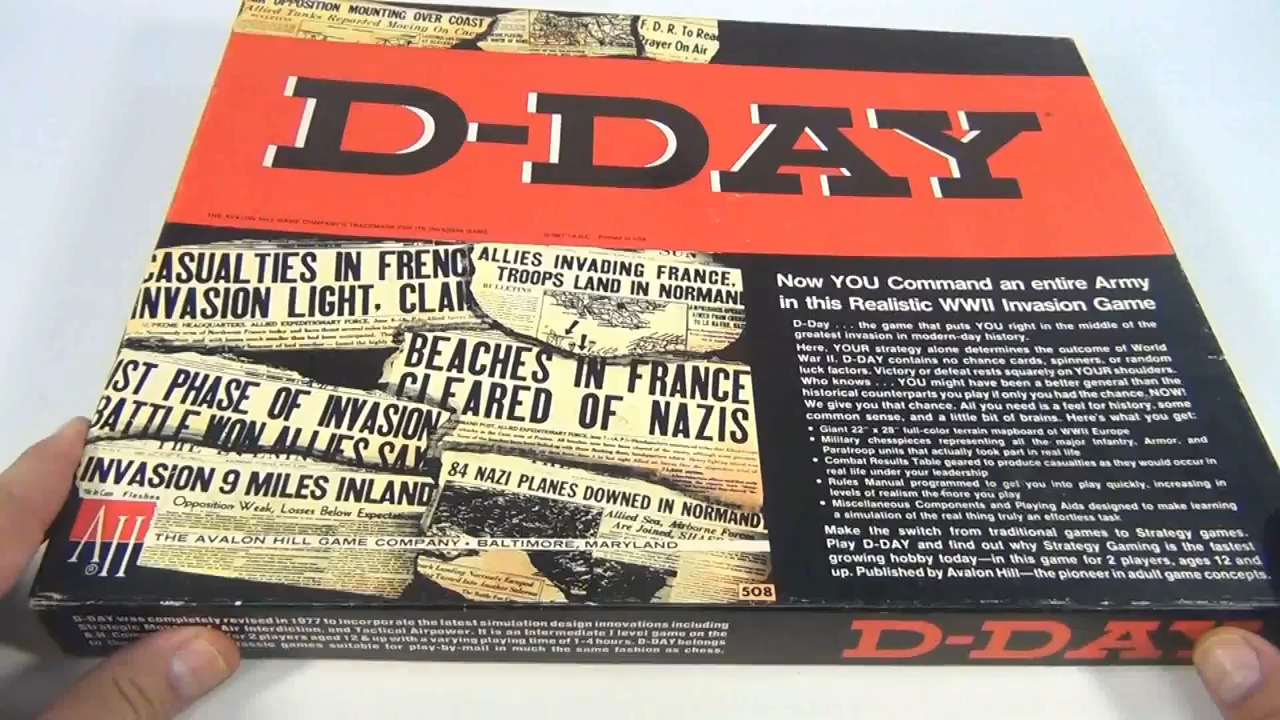 OPPOSITION MOUNTING OVER COAST
BULLETINS
Allied Tanks Reported Moving On Caen
F. D. R. To Read
Prayer On Air
D-DAY
THE AVALON HILL GAME COMPANY'S TRADEMARK FOR ITS INVASION GAME
Printed in USA
CASUALTIES IN FRENC
INVASION LIGHT, CLAI
SUN
ALLIES INVADING FRANCE,
TROOPS LAND IN NORMAN
BULLETINS
BEACHES IN FRANCE
CLEARED OF NAZIS
1ST PHASE OF INVASION
BATTLE WON, ALLIES SAY
INVASION 9 MILES INLAND
Opposition Weak, Losses Below Expecta
Flashes
84 NAZI PLANES DOWNED IN NORMANDY
Allied Sea, Airborne Forc
Are Joined,
AH®
THE AVALON HILL GAME COMPANY • BALTIMORE, MARYLAND
508
Now YOU Command an entire Army
in this Realistic WWII Invasion Game
D-Day . . . the game that puts YOU right in the middle of the
greatest invasion in modern-day history.
Here, YOUR strategy alone determines the outcome of World
War II. D-DAY contains no chance cards, spinners, or random
luck factors. Victory or defeat rests squarely on YOUR shoulders.
Who knows . . . YOU might have been a better general than the
historical counterparts you play if only you had the chance. NOW!
We give you that chance. All you need is a feel for history, some
common sense, and a little bit of brains. Here's what you get:
• Giant 22" x 28" full-color terrain mapboard of WWII Europe
• Military chesspieces representing all the major Infantry, Armor, and
Paratroop units that actually took part in real life
• Combat Results Table geared to produce casualties as they would occur in
real life under your leadership
• Rules Manual programmed to get you into play quickly, increasing in
levels of realism the more you play
• Miscellaneous Components and Playing Aids designed to make learning
a simulation of the real thing truly an effortless task
Make the switch from traditional games to Strategy games.
Play D-DAY and find out why Strategy Gaming is the fastest
growing hobby today—in this game for 2 players, ages 12 and
up. Published by Avalon Hill—the pioneer in adult game concepts.
D-DAY was completely revised in 1977 to incorporate the latest simulation design innovations including
Strategic Air Interdiction, and Tactical Airpower. It is an Intermediate I level game on the
for 2 players aged 12 & up with a varying playing time of 1-4 hours. D-DAY belongs
to games suitable for play-by-mail in much the same fashion as chess.
D-DAY